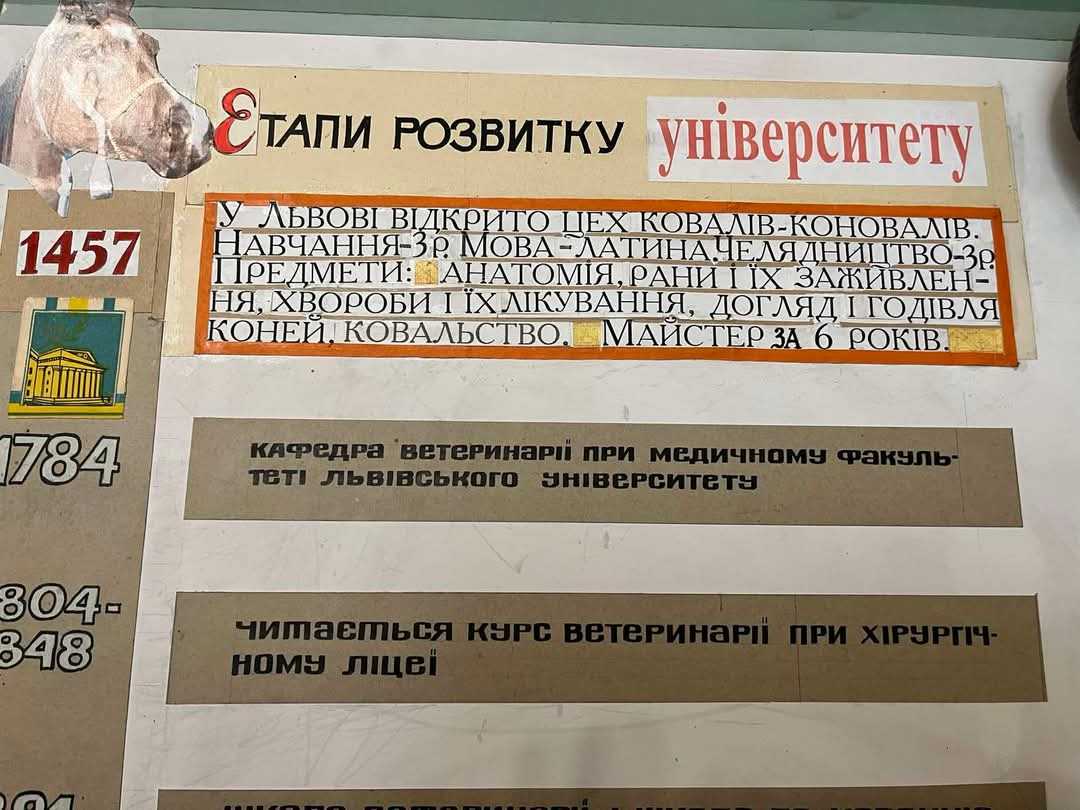 Етапи розвитку університету
1457
У Львові відкрито цех ковалів-коновалів.
Навчання-3р. Мова-латина. Челядництво-3р.
Предмети: анатомія, рани і їх заживлен-
ня, хвороби і їх лікування, догляд і годівля
коней, ковальство. Майстер за 6 років.
1784
Кафедра ветеринарії при медичному факуль-
теті Львівського університету
804-
848
читається курс ветеринарії при хірургіч-
ному ліцеї